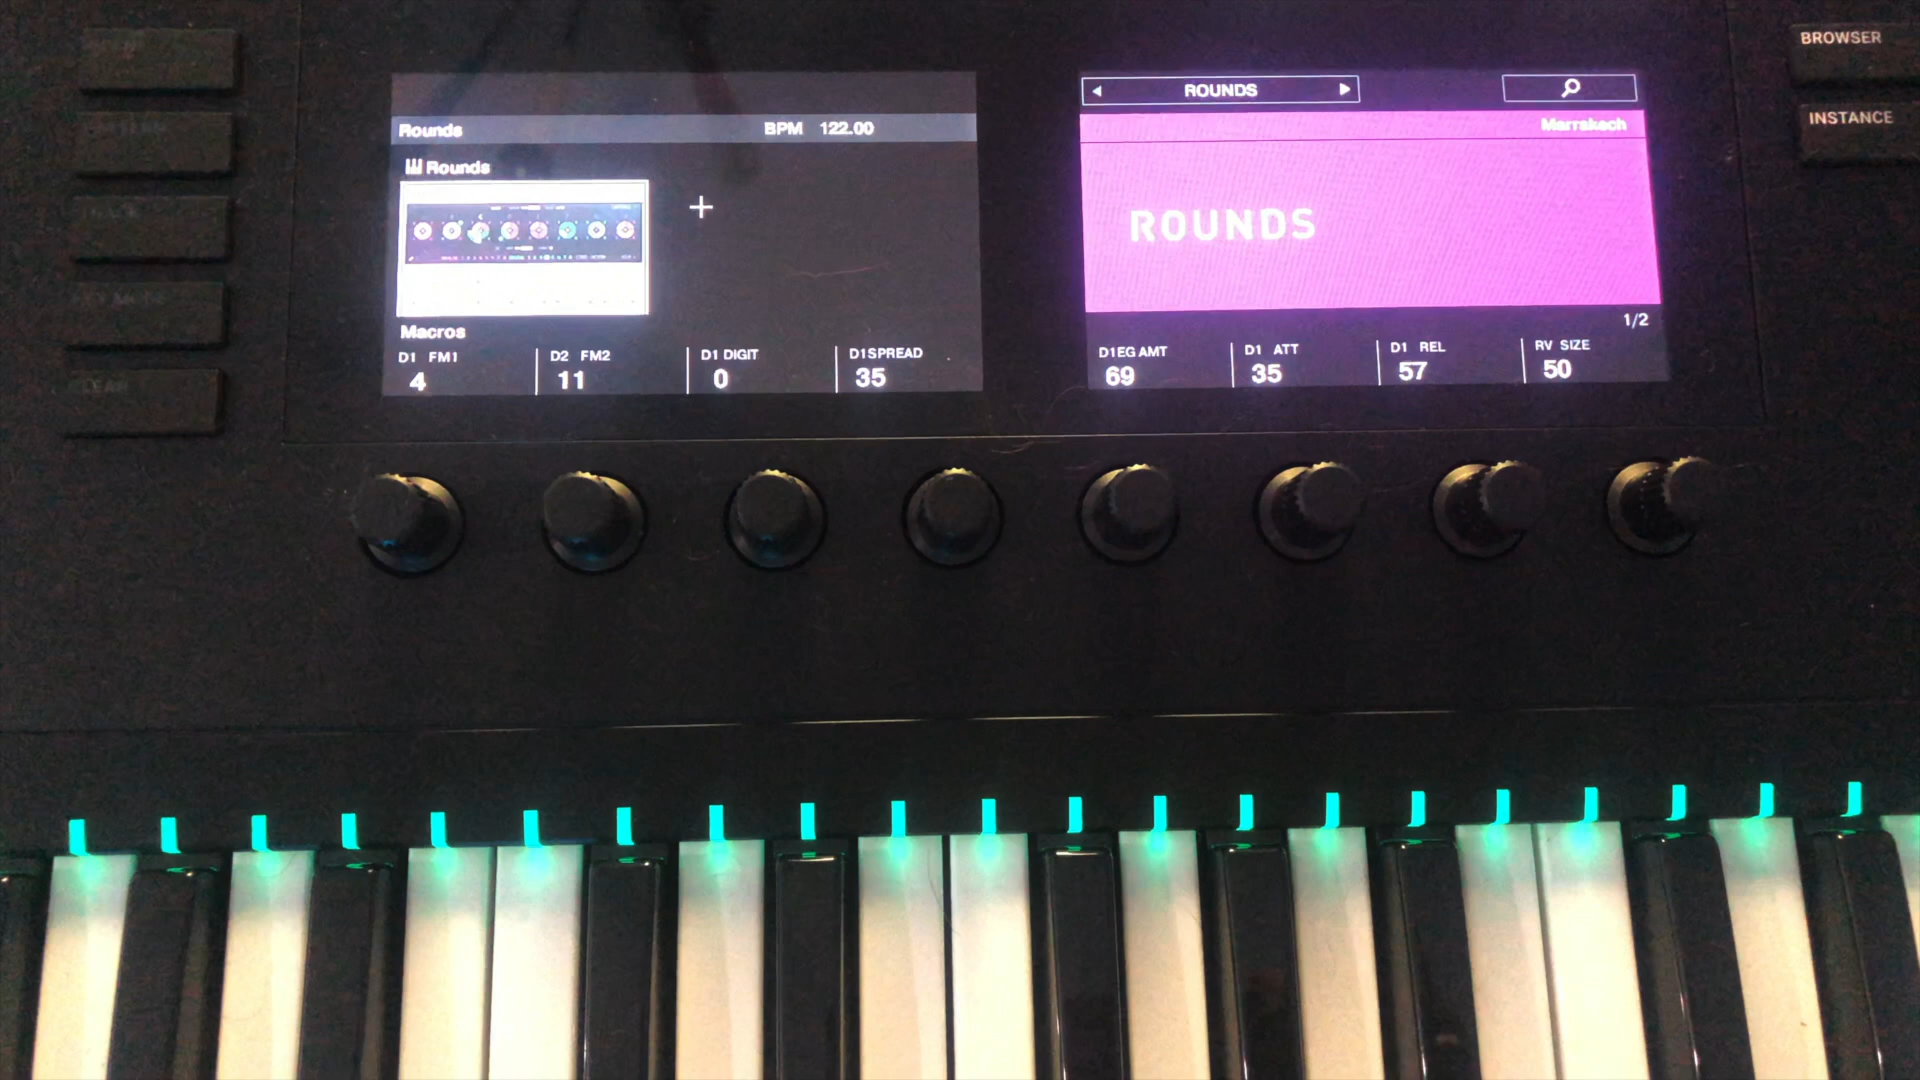 BROWSER
INSTANCE
CLEAR
Rounds BPM 122.00
Rounds
Macros
D1 FM1 D2 FM2 D1 DIGIT D1SPREAD
4 11 0 35
ROUNDS
Marrakech
ROUNDS
1/2
D1EG AMT D1 ATT D1 REL RV SIZE
69 35 57 50